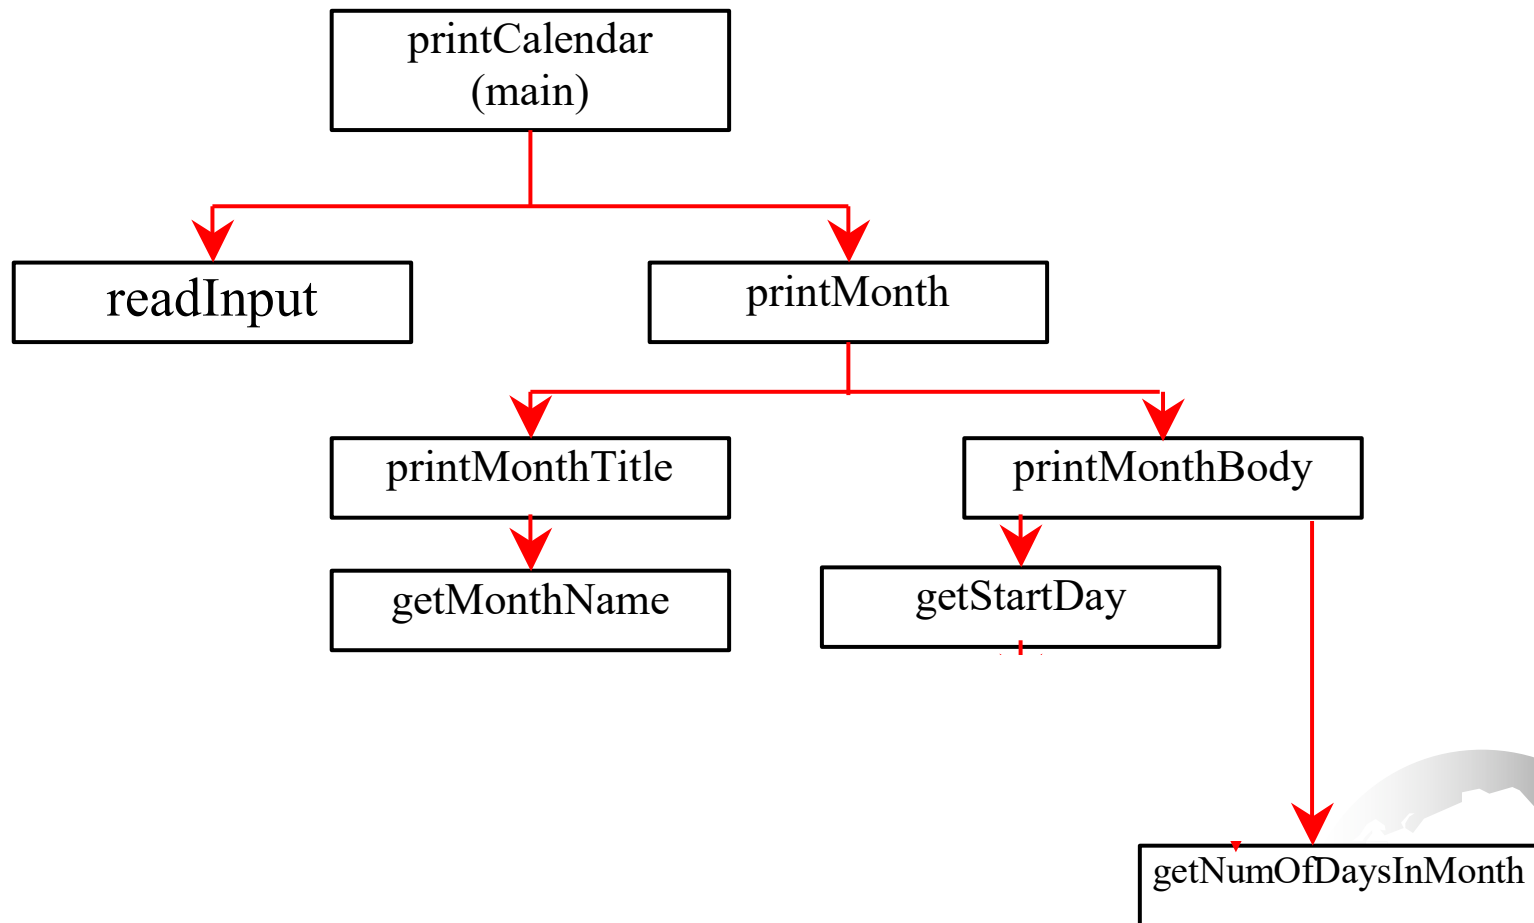 printCalendar
(main)
readInput
printMonth
printMonthTitle
printMonthBody
getMonthName
getStartDay
getNumOfDaysInMonth